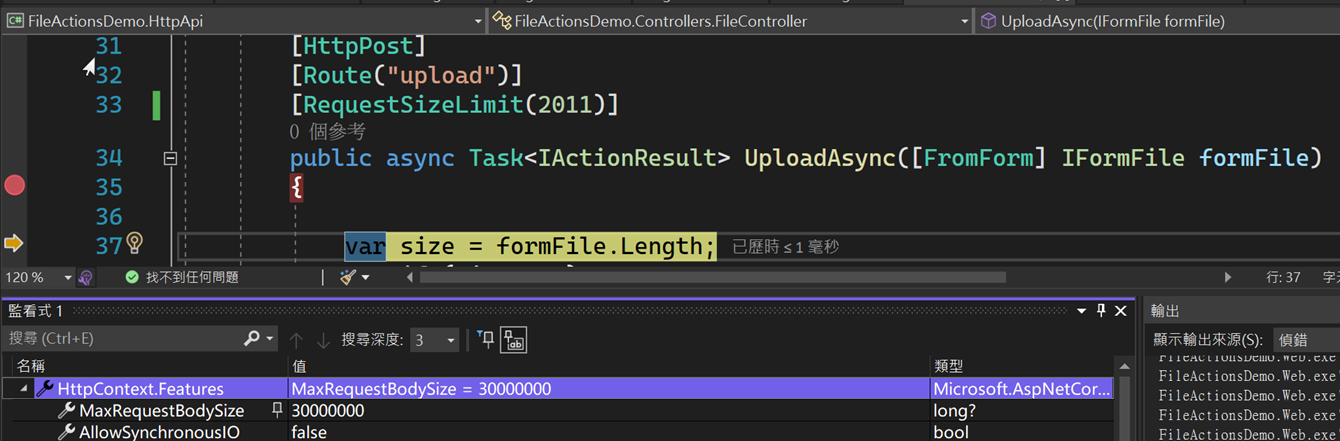 FileActionsDemo.HttpApi
FileActionsDemo.Controllers.FileController
UploadAsync(IFormFile formFile)
31 [HttpPost]
32 [Route("upload")]
33 [RequestSizeLimit(2011)]
0 個參考
34 public async Task<IActionResult> UploadAsync([FromForm] IFormFile formFile)
35 {
36
37 var size = formFile.Length; 已歷時 ≤ 1 毫秒
120 % 找不到任何問題 行: 37
監看式 1
搜尋 (Ctrl+E) 搜尋深度: 3
名稱 值 類型
HttpContext.Features MaxRequestBodySize = 30000000 Microsoft.AspNetCor...
MaxRequestBodySize 30000000 long?
AllowSynchronousIO false bool
輸出
顯示輸出來源(S): 偵錯
FileActionsDemo.Web.exe'
FileActionsDemo.Web.exe'
FileActionsDemo.Web.exe'
FileActionsDemo.Web.exe'
FileActionsDemo.Web.exe'